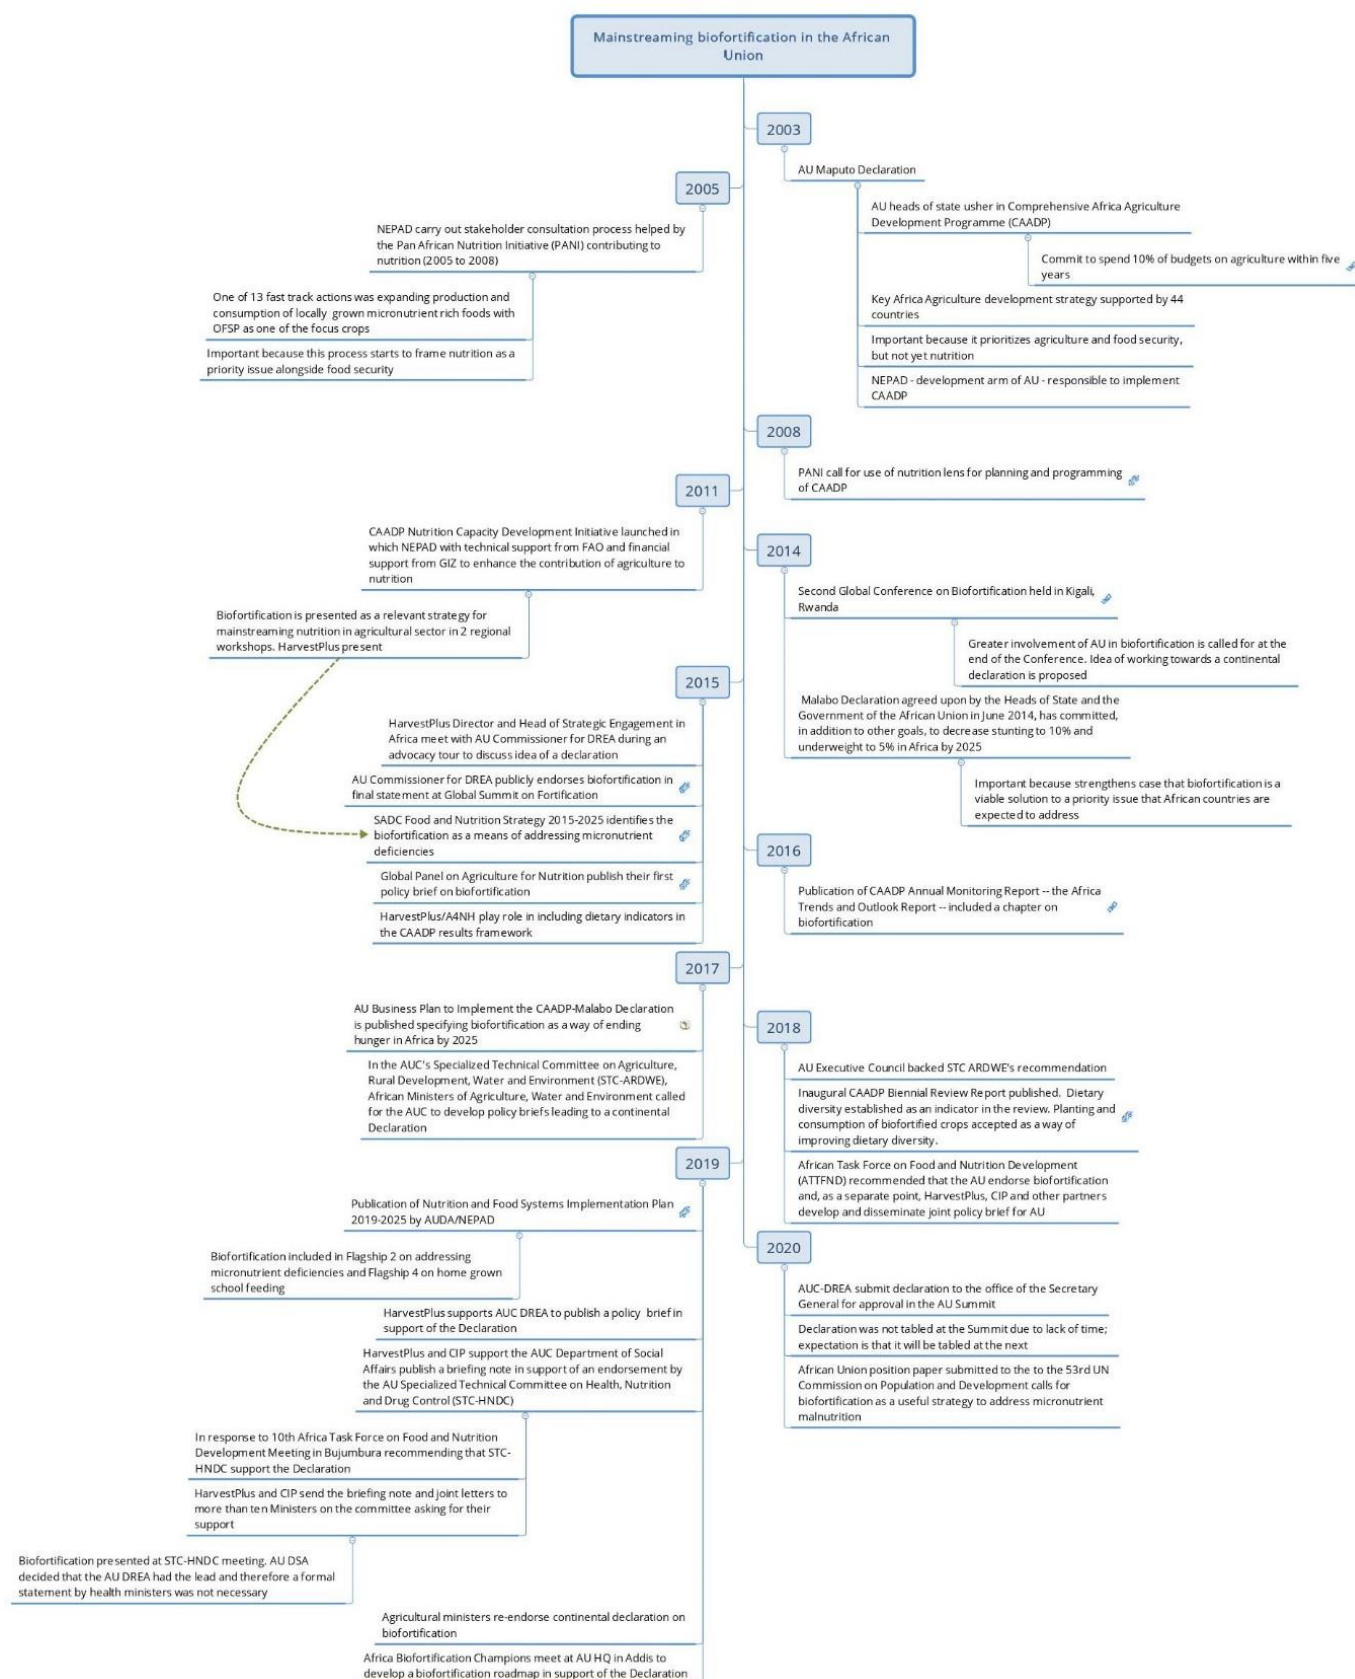 Mainstreaming biofortification in the African
Union
2003
AU Maputo Declaration
AU heads of state usher in Comprehensive Africa Agriculture
Development Programme (CAADP)
Commit to spend 10% of budgets on agriculture within five
years
Key Africa Agriculture development strategy supported by 44
countries
Important because it prioritizes agriculture and food security,
but not yet nutrition
NEPAD - development arm of AU - responsible to implement
CAADP
2005
NEPAD carry out stakeholder consultation process helped by
the Pan African Nutrition Initiative (PANI) contributing to
nutrition (2005 to 2008)
One of 13 fast track actions was expanding production and
consumption of locally grown micronutrient rich foods with
OFSP as one of the focus crops
Important because this process starts to frame nutrition as a
priority issue alongside food security
2008
PANI call for use of nutrition lens for planning and programming
of CAADP
2011
CAADP Nutrition Capacity Development Initiative launched in
which NEPAD with technical support from FAO and financial
support from GIZ to enhance the contribution of agriculture to
nutrition
Biofortification is presented as a relevant strategy for
mainstreaming nutrition in agricultural sector in 2 regional
workshops. HarvestPlus present
2014
Second Global Conference on Biofortification held in Kigali,
Rwanda
Greater involvement of AU in biofortification is called for at the
end of the Conference. Idea of working towards a continental
declaration is proposed
Malabo Declaration agreed upon by the Heads of State and the
Government of the African Union in June 2014, has committed,
in addition to other goals, to decrease stunting to 10% and
underweight to 5% in Africa by 2025
Important because strengthens case that biofortification is a
viable solution to a priority issue that African countries are
expected to address
2015
HarvestPlus Director and Head of Strategic Engagement in
Africa meet with AU Commissioner for DREA during an
advocacy tour to discuss idea of a declaration
AU Commissioner for DREA publicly endorses biofortification in
final statement at Global Summit on Fortification
SADC Food and Nutrition Strategy 2015-2025 identifies the
biofortification as a means of addressing micronutrient
deficiencies
Global Panel on Agriculture for Nutrition publish their first
policy brief on biofortification
HarvestPlus/A4NH play role in including dietary indicators in
the CAADP results framework
2016
Publication of CAADP Annual Monitoring Report -- the Africa
Trends and Outlook Report -- included a chapter on
biofortification
2017
AU Business Plan to Implement the CAADP-Malabo Declaration
is published specifying biofortification as a way of ending
hunger in Africa by 2025
In the AUC's Specialized Technical Committee on Agriculture,
Rural Development, Water and Environment (STC-ARDWE),
African Ministers of Agriculture, Water and Environment called
for the AUC to develop policy briefs leading to a continental
Declaration
2018
AU Executive Council backed STC ARDWE's recommendation
Inaugural CAADP Biennial Review Report published. Dietary
diversity established as an indicator in the review. Planting and
consumption of biofortified crops accepted as a way of
improving dietary diversity.
African Task Force on Food and Nutrition Development
(ATTFND) recommended that the AU endorse biofortification
and, as a separate point, HarvestPlus, CIP and other partners
develop and disseminate joint policy brief for AU
2019
Publication of Nutrition and Food Systems Implementation Plan
2019-2025 by AUDA/NEPAD
Biofortification included in Flagship 2 on addressing
micronutrient deficiencies and Flagship 4 on home grown
school feeding
HarvestPlus supports AUC DREA to publish a policy brief in
support of the Declaration
HarvestPlus and CIP support the AUC Department of Social
Affairs publish a briefing note in support of an endorsement by
the AU Specialized Technical Committee on Health, Nutrition
and Drug Control (STC-HNDC)
In response to 10th Africa Task Force on Food and Nutrition
Development Meeting in Bujumbura recommending that STC-
HNDC support the Declaration
HarvestPlus and CIP send the briefing note and joint letters to
more than ten Ministers on the committee asking for their
support
Biofortification presented at STC-HNDC meeting. AU DSA
decided that the AU DREA had the lead and therefore a formal
statement by health ministers was not necessary
Agricultural ministers re-endorse continental declaration on
biofortification
Africa Biofortification Champions meet at AU HQ in Addis to
develop a biofortification roadmap in support of the Declaration
2020
AUC-DREA submit declaration to the office of the Secretary
General for approval in the AU Summit
Declaration was not tabled at the Summit due to lack of time;
expectation is that it will be tabled at the next
African Union position paper submitted to the to the 53rd UN
Commission on Population and Development calls for
biofortification as a useful strategy to address micronutrient
malnutrition